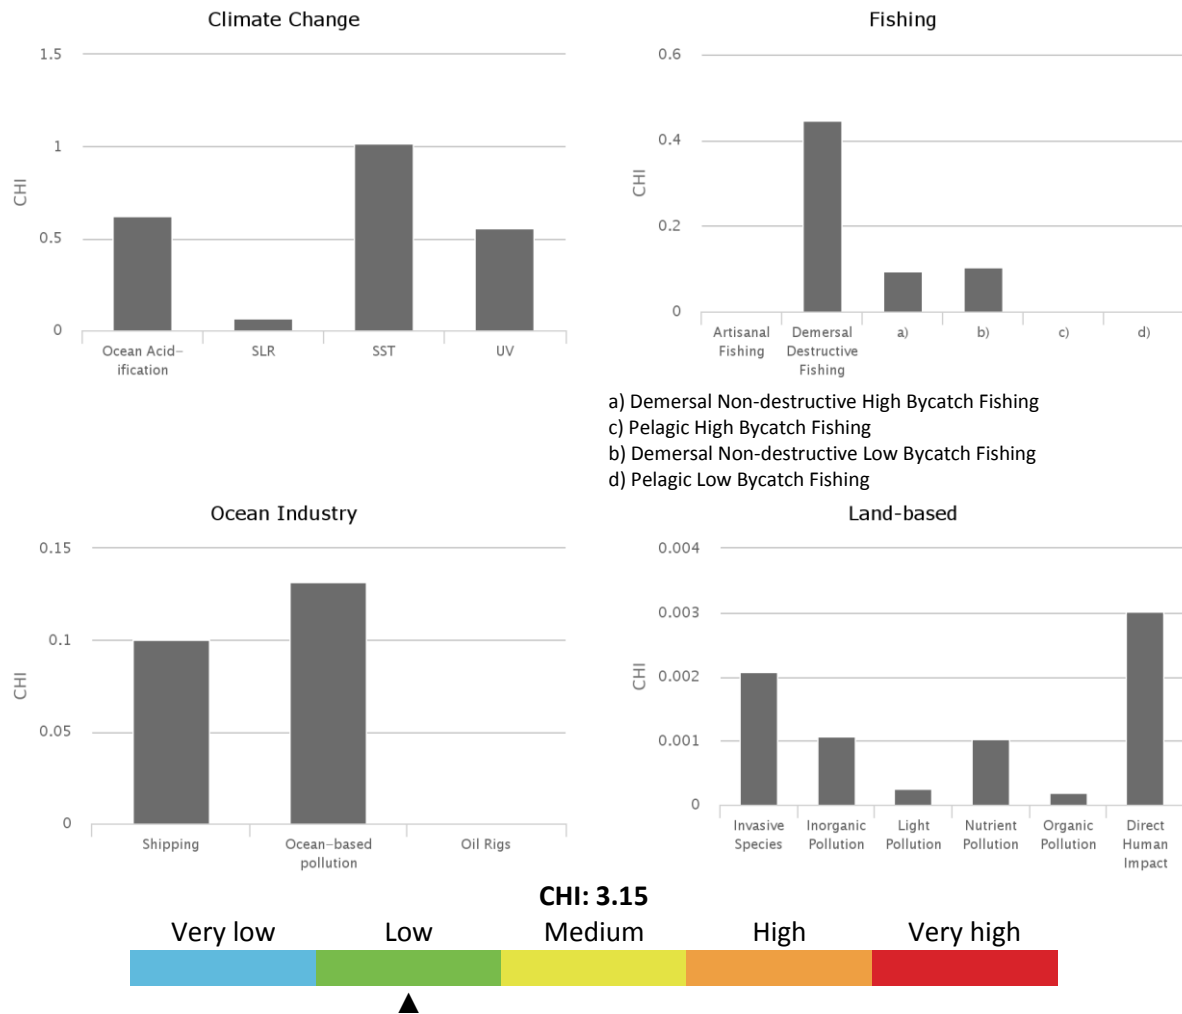 Climate Change
1.5
1
0.5
0
CHI
Ocean Acid–
ification
SLR
SST
UV
Fishing
0.6
0.4
0.2
0
CHI
Artisanal
Fishing
Demersal
Destructive
Fishing
a)
b)
c)
d)
a) Demersal Non-destructive High Bycatch Fishing
c) Pelagic High Bycatch Fishing
b) Demersal Non-destructive Low Bycatch Fishing
d) Pelagic Low Bycatch Fishing
Ocean Industry
0.15
0.1
0.05
0
CHI
Shipping
Ocean–based
pollution
Oil Rigs
Land-based
0.004
0.003
0.002
0.001
0
CHI
Invasive
Species
Inorganic
Pollution
Light
Pollution
Nutrient
Pollution
Organic
Pollution
Direct
Human
Impact
CHI: 3.15
Very low Low Medium High Very high